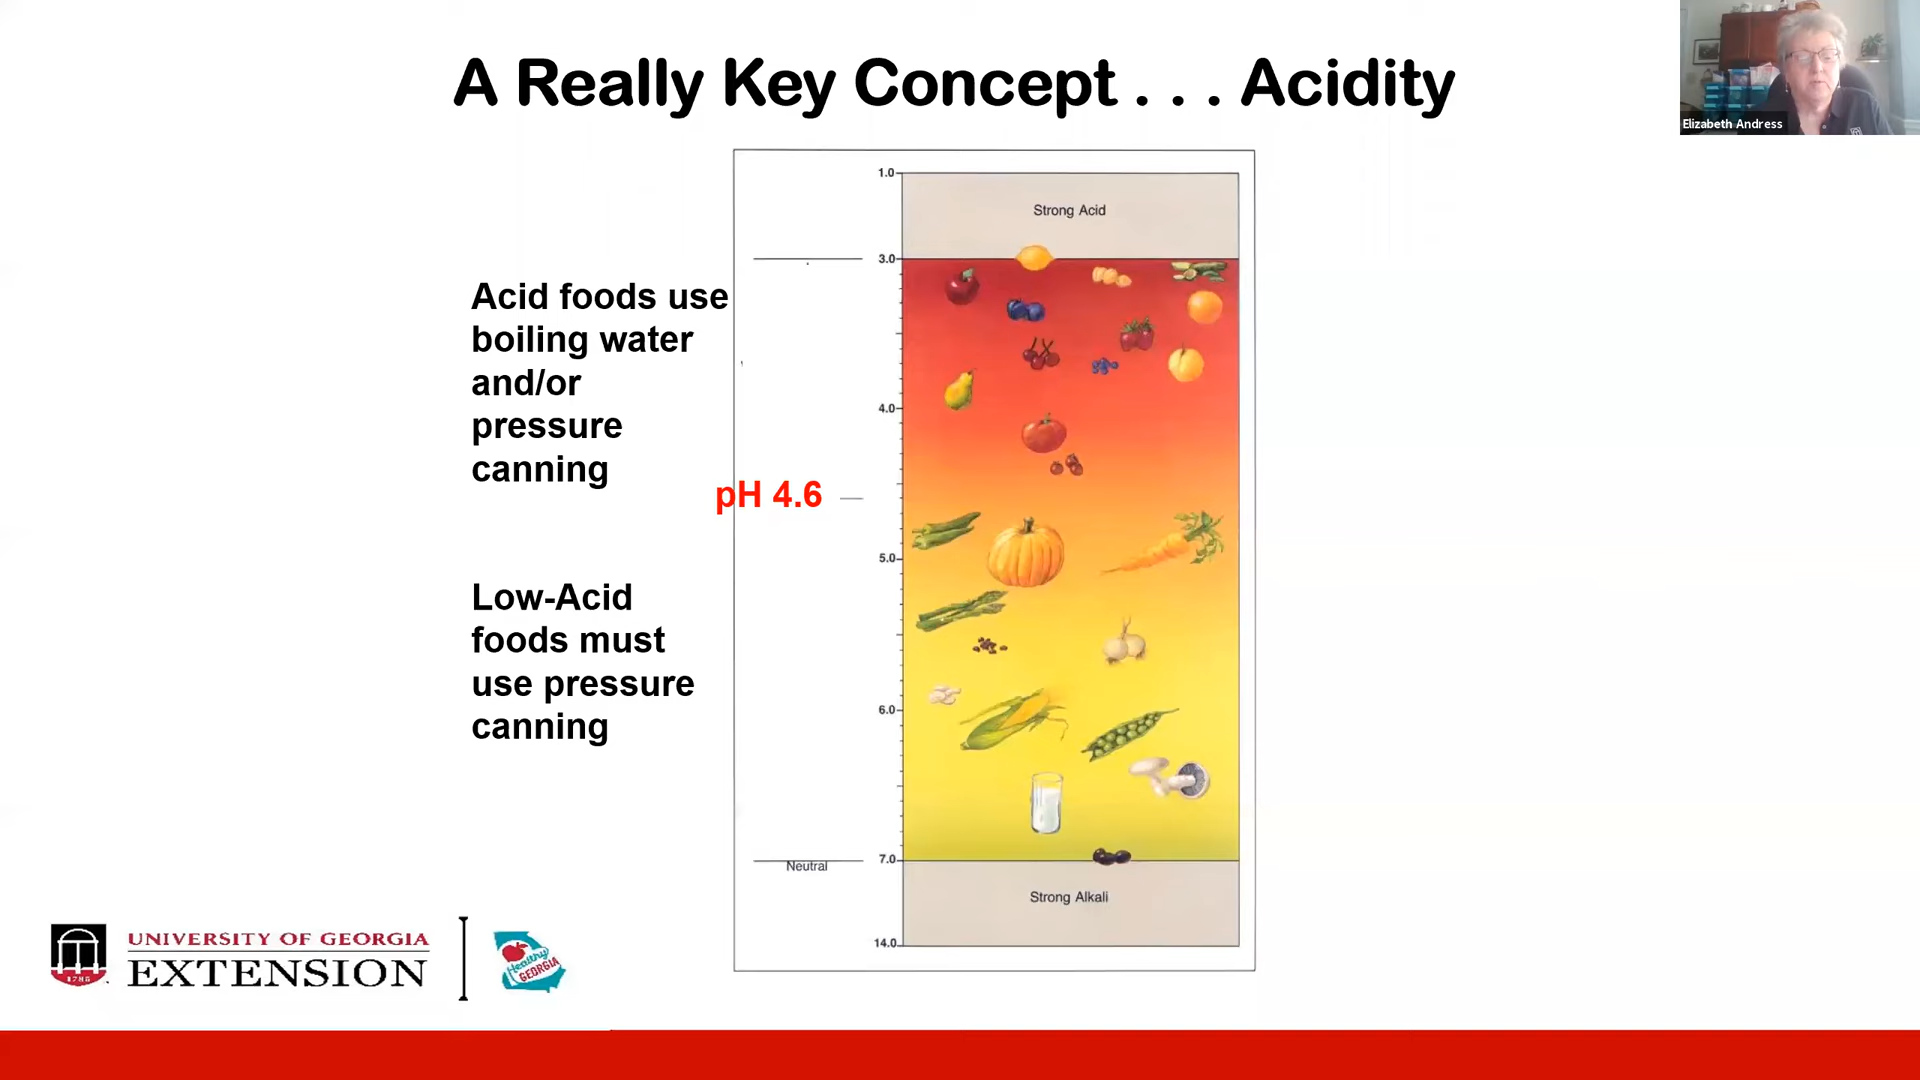 A Really Key Concept . . . Acidity
Elizabeth Andress
1.0
Strong Acid
3.0
Acid foods use
boiling water
and/or
pressure
canning
4.0
pH 4.6
5.0
Low-Acid
foods must
use pressure
canning
6.0
7.0
Neutral
Strong Alkali
14.0
UNIVERSITY OF GEORGIA
EXTENSION
1785
Healthy
GEORGIA